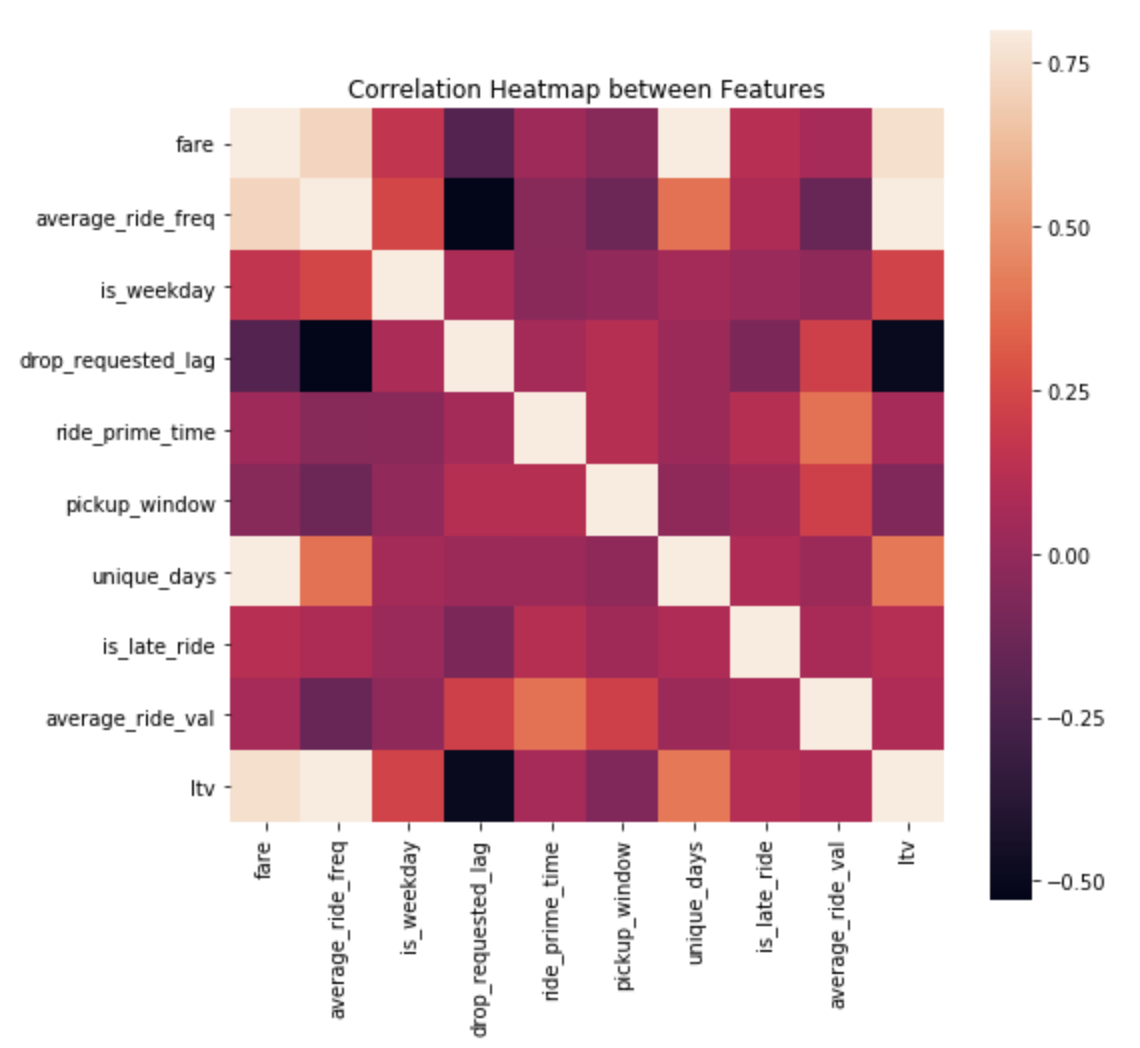 Correlation Heatmap between Features
fare
average_ride_freq
is_weekday
drop_requested_lag
ride_prime_time
pickup_window
unique_days
is_late_ride
average_ride_val
ltv
fare
average_ride_freq
is_weekday
drop_requested_lag
ride_prime_time
pickup_window
unique_days
is_late_ride
average_ride_val
ltv
0.75
0.50
0.25
0.00
−0.25
−0.50